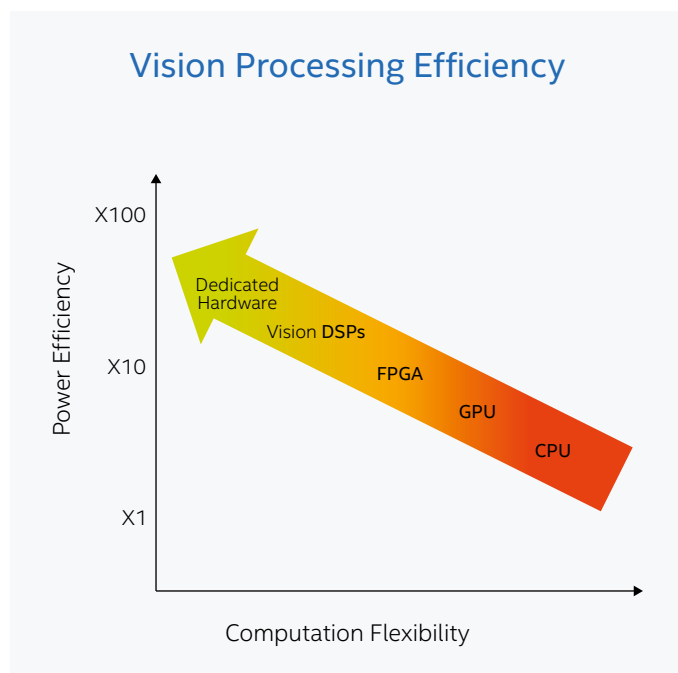 Vision Processing Efficiency
X100
Power Efficiency
Dedicated
Hardware
Vision DSPs
X10
FPGA
GPU
CPU
X1
Computation Flexibility